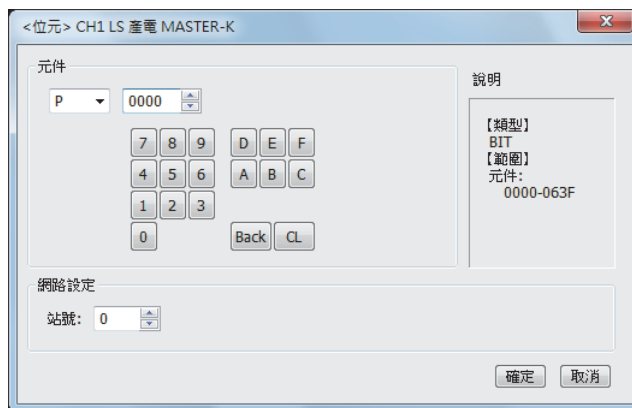 <位元> CH1 LS 產電 MASTER-K
元件
P 0000
7 8 9 D E F
4 5 6 A B C
1 2 3
0 Back CL
說明
【類型】
BIT
【範圍】
元件:
0000-063F
網路設定
站號: 0
確定 取消